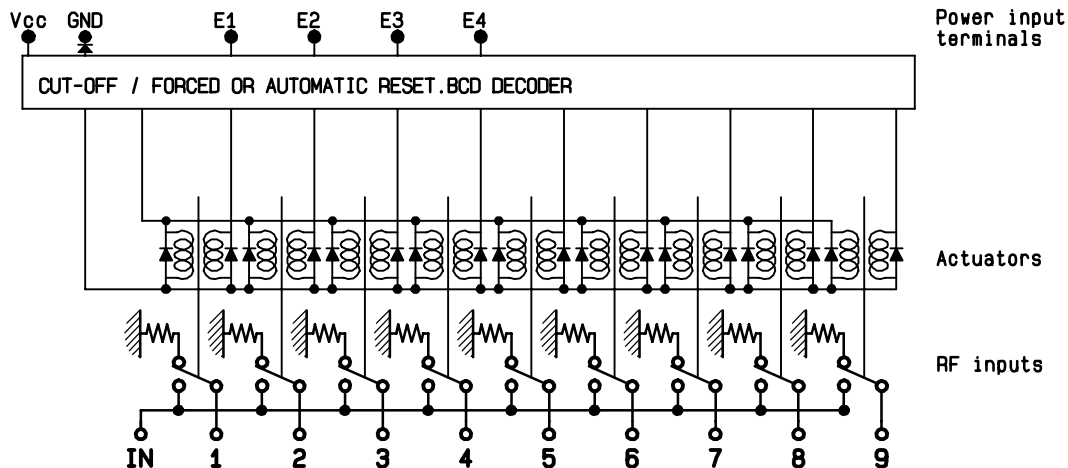 Vcc GND E1 E2 E3 E4
Power input
terminals
CUT-OFF / FORCED OR AUTOMATIC RESET.BCD DECODER
Actuators
RF inputs
IN 1 2 3 4 5 6 7 8 9